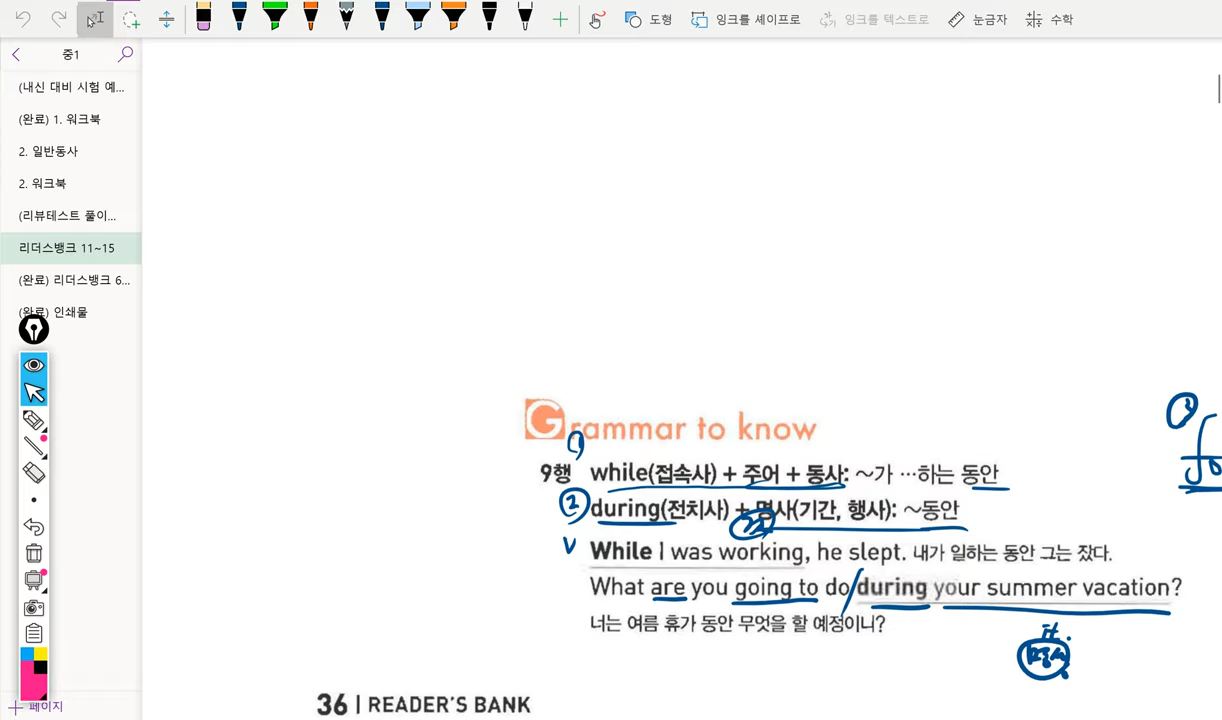 도형 잉크를 셰이프로 잉크를 텍스트로 눈금자 수학
중1
(내신 대비 시험 예...
(완료) 1. 워크북
2. 일반동사
2. 워크북
(리뷰테스트 풀이...
리더스뱅크 11~15
(완료) 리더스뱅크 6...
(완료) 인쇄물
페이지
Grammar to know
①
9행 while(접속사) + 주어 + 동사: ~가 …하는 동안
② during(전치사) + 명사(기간, 행사): ~동안
V While I was working, he slept. 내가 일하는 동안 그는 잤다.
What are you going to do / during your summer vacation?
너는 여름 휴가 동안 무엇을 할 예정이니?
명사
36 | READER'S BANK